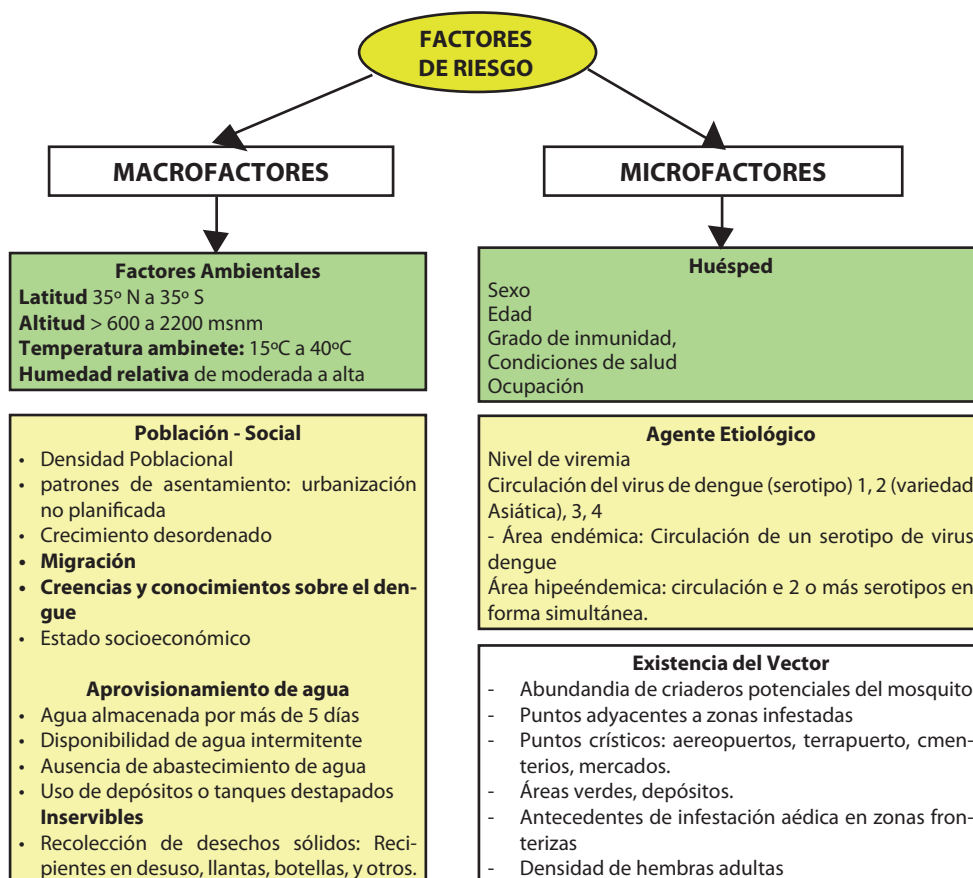 FACTORES
DE RIESGO
MACROFACTORES
Factores Ambientales
Latitud 35º N a 35º S
Altitud > 600 a 2200 msnm
Temperatura ambinete: 15ºC a 40ºC
Humedad relativa de moderada a alta
Población - Social
• Densidad Poblacional
• patrones de asentamiento: urbanización
no planificada
• Crecimiento desordenado
• Migración
• Creencias y conocimientos sobre el den-
gue
• Estado socioeconómico
Aprovisionamiento de agua
• Agua almacenada por más de 5 días
• Disponibilidad de agua intermitente
• Ausencia de abastecimiento de agua
• Uso de depósitos o tanques destapados
Inservibles
• Recolección de desechos sólidos: Reci-
pientes en desuso, llantas, botellas, y otros.
MICROFACTORES
Huésped
Sexo
Edad
Grado de inmunidad,
Condiciones de salud
Ocupación
Agente Etiológico
Nivel de viremia
Circulación del virus de dengue (serotipo) 1, 2 (variedad
Asiática), 3, 4
- Área endémica: Circulación de un serotipo de virus
dengue
Área hipeéndemica: circulación e 2 o más serotipos en
forma simultánea.
Existencia del Vector
- Abundandia de criaderos potenciales del mosquito
- Puntos adyacentes a zonas infestadas
- Puntos crísticos: aereopuertos, terrapuerto, cmen-
terios, mercados.
- Áreas verdes, depósitos.
- Antecedentes de infestación aédica en zonas fron-
terizas
- Densidad de hembras adultas